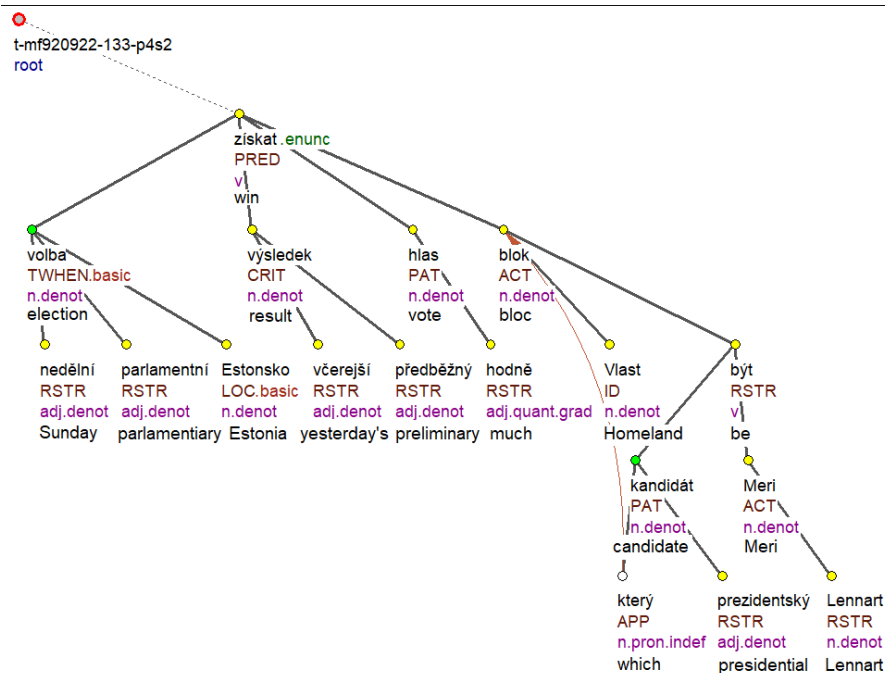 t-mf920922-133-p4s2
root
získat.enunc
PRED
v
win
volba
TWHEN.basic
n.denot
election
výsledek
CRIT
n.denot
result
hlas
PAT
n.denot
vote
blok
ACT
n.denot
bloc
nedělní
RSTR
adj.denot
Sunday
parlamentní
RSTR
adj.denot
parlamentiary
Estonsko
LOC.basic
n.denot
Estonia
včerejší
RSTR
adj.denot
yesterday's
předběžný
RSTR
adj.denot
preliminary
hodně
RSTR
adj.quant.grad
much
Vlast
ID
n.denot
Homeland
být
RSTR
v
be
kandidát
PAT
n.denot
candidate
Meri
ACT
n.denot
Meri
který
APP
n.pron.indef
which
prezidentský
RSTR
adj.denot
presidential
Lennart
RSTR
n.denot
Lennart